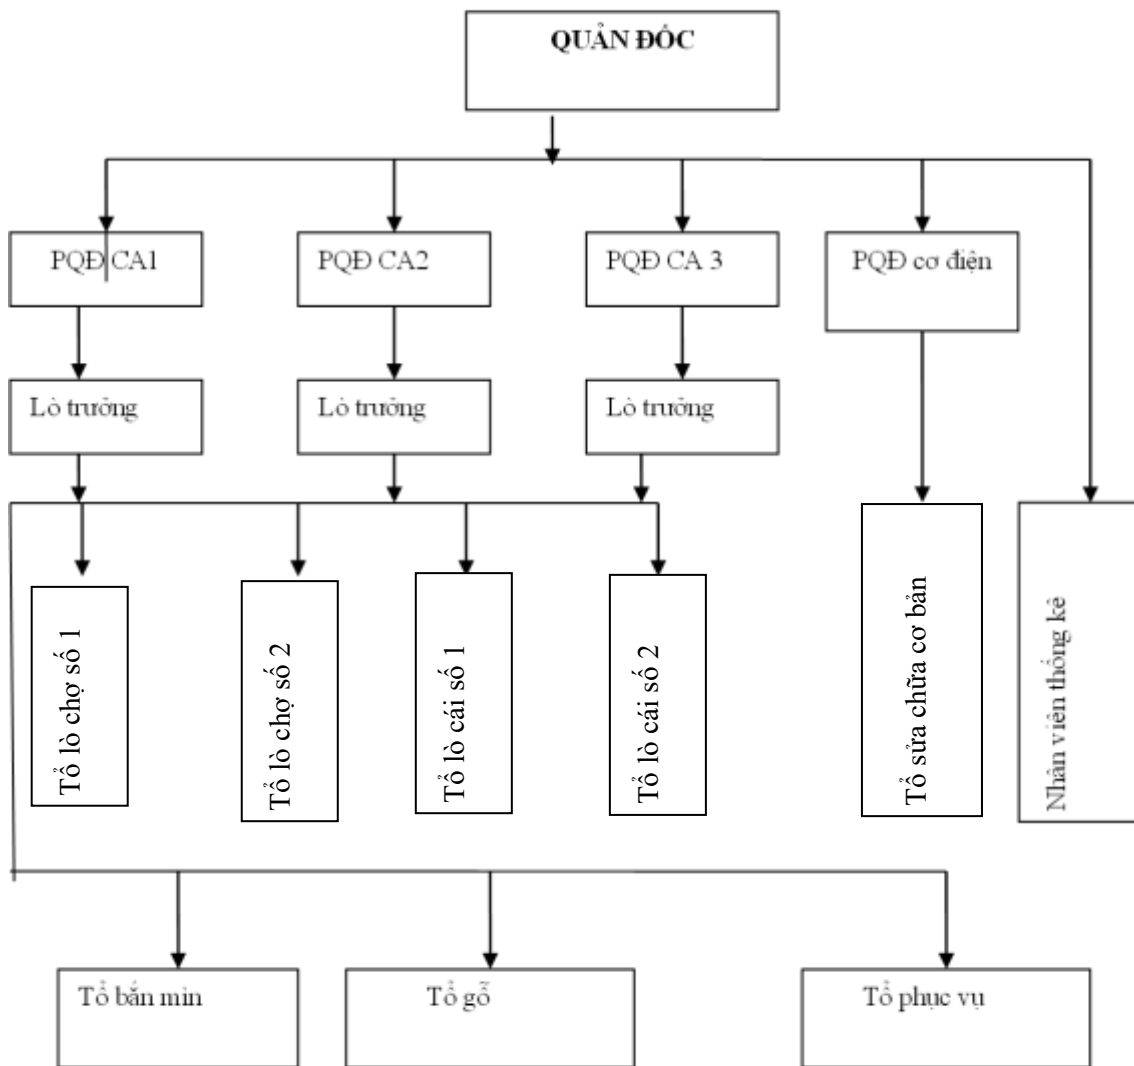 QUẢN ĐỐC
PQĐ CA1
PQĐ CA2
PQĐ CA 3
PQĐ cơ điện
Lò trưởng
Lò trưởng
Lò trưởng
Tổ lò chợ số 1
Tổ lò chợ số 2
Tổ lò cái số 1
Tổ lò cái số 2
Tổ sửa chữa cơ bản
Nhân viên thống kê
Tổ bắn min
Tổ gỗ
Tổ phục vụ